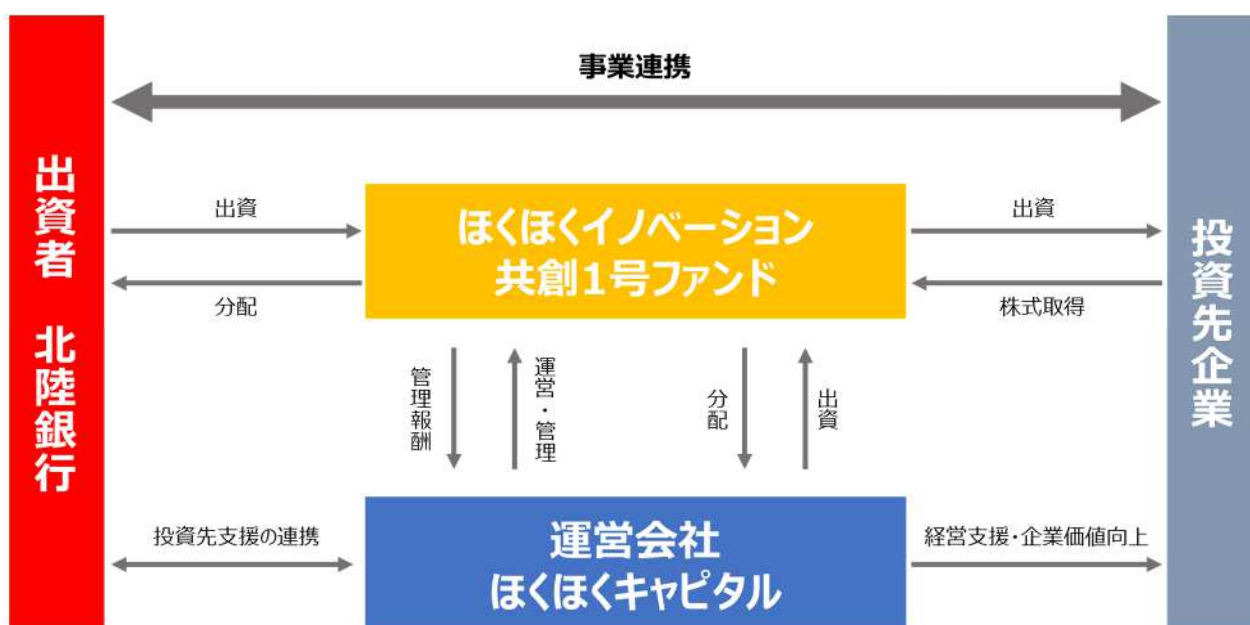 事業連携
出資者 北陸銀行
出資
分配
ほくほくイノベーション
共創1号ファンド
出資
株式取得
投資先企業
管理報酬
運営・管理
分配
出資
投資先支援の連携
運営会社
ほくほくキャピタル
経営支援・企業価値向上